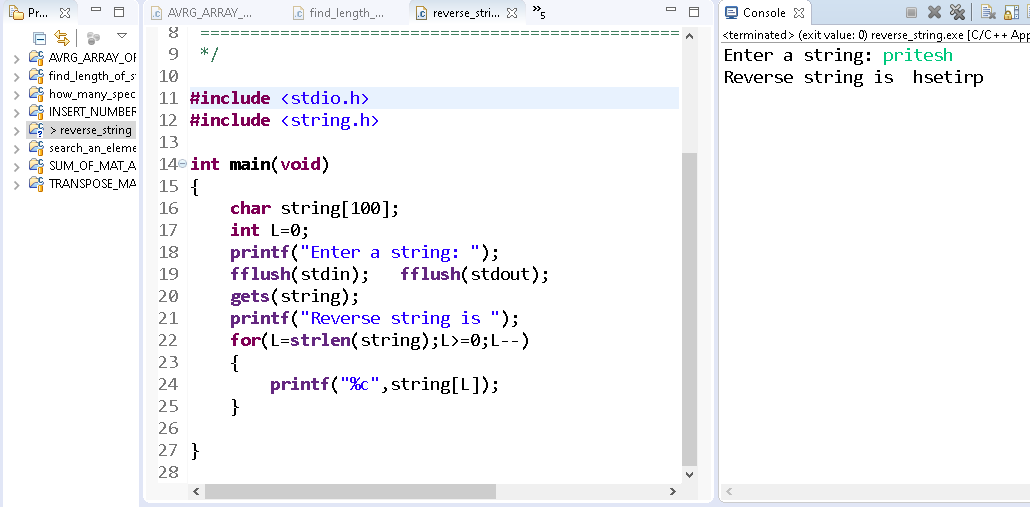 Pr...
AVRG_ARRAY_OF
find_length_of_s
how_many_spec
INSERT_NUMBER
> reverse_string
search_an_eleme
SUM_OF_MAT_A
TRANSPOSE_MA
AVRG_ARRAY_... find_length_... reverse_stri... »5
8 ================================================
9 */
10
11 #include <stdio.h>
12 #include <string.h>
13
14 int main(void)
15 {
16 char string[100];
17 int L=0;
18 printf("Enter a string: ");
19 fflush(stdin); fflush(stdout);
20 gets(string);
21 printf("Reverse string is ");
22 for(L=strlen(string);L>=0;L--)
23 {
24 printf("%c",string[L]);
25 }
26
27 }
28
Console
<terminated> (exit value: 0) reverse_string.exe [C/C++ App
Enter a string: pritesh
Reverse string is hsetirp